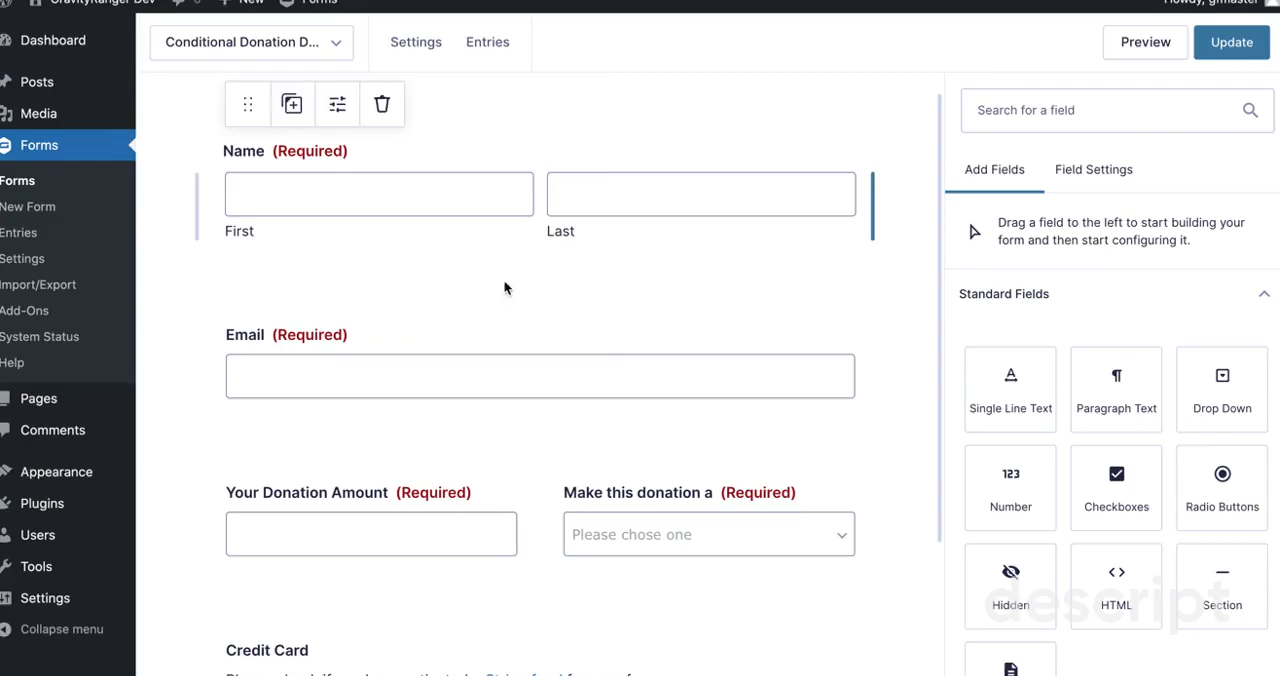 GravityRanger Dev
0
New
Forms
Howdy, gfmaster
Dashboard
Posts
Media
Forms
Forms
New Form
Entries
Settings
Import/Export
Add-Ons
System Status
Help
Pages
Comments
Appearance
Plugins
Users
Tools
Settings
Collapse menu
Conditional Donation D...
Settings
Entries
Preview
Update
Name (Required)
First
Last
Email (Required)
Your Donation Amount (Required)
Make this donation a (Required)
Please chose one
Credit Card
Search for a field
Add Fields
Field Settings
Drag a field to the left to start building your
form and then start configuring it.
Standard Fields
Single Line Text
Paragraph Text
Drop Down
123
Number
Checkboxes
Radio Buttons
Hidden
HTML
Section
descript